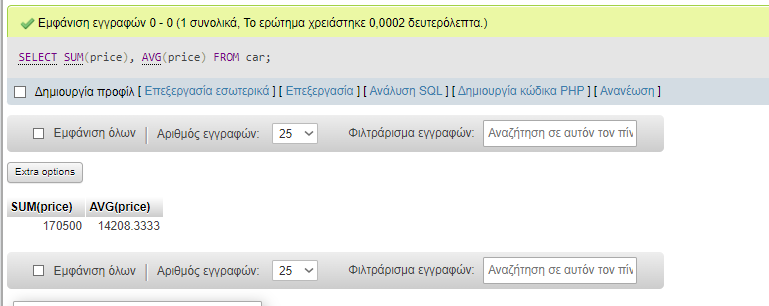 Εμφάνιση εγγραφών 0 - 0 (1 συνολικά, Το ερώτημα χρειάστηκε 0,0002 δευτερόλεπτα.)
SELECT SUM(price), AVG(price) FROM car;
Δημιουργία προφίλ [ Επεξεργασία εσωτερικά ] [ Επεξεργασία ] [ Ανάλυση SQL ] [ Δημιουργία κώδικα PHP ] [ Ανανέωση ]
Εμφάνιση όλων | Αριθμός εγγραφών: 25 Φιλτράρισμα εγγραφών: Αναζήτηση σε αυτόν τον πίν
Extra options
SUM(price) AVG(price)
170500 14208.3333
Εμφάνιση όλων | Αριθμός εγγραφών: 25 Φιλτράρισμα εγγραφών: Αναζήτηση σε αυτόν τον πίν